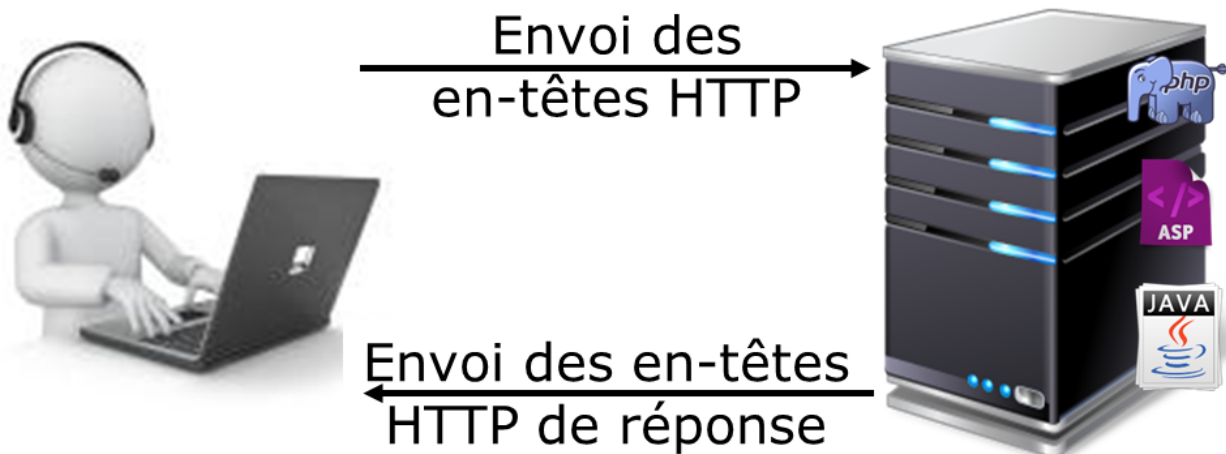 Envoi des
en-têtes HTTP
php
</>
ASP
JAVA
Envoi des en-têtes
HTTP de réponse